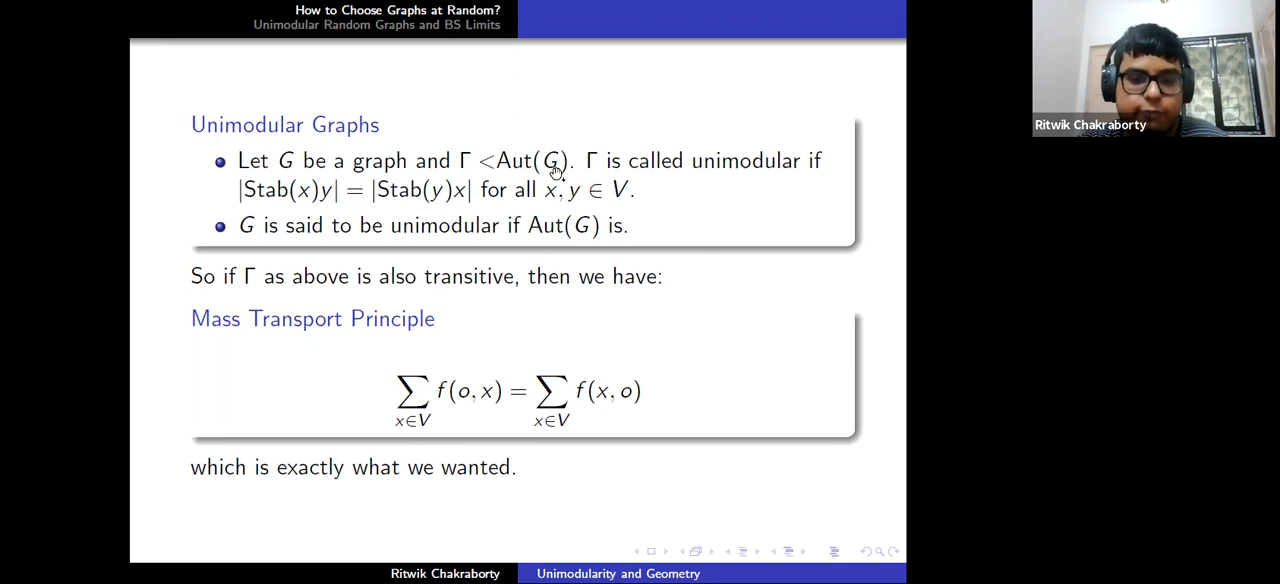 How to Choose Graphs at Random?
Unimodular Random Graphs and BS Limits
Ritwik Chakraborty
Unimodular Graphs
Let G be a graph and Γ <Aut(G). Γ is called unimodular if
|Stab(x)y| = |Stab(y)x| for all x, y ∈ V.
G is said to be unimodular if Aut(G) is.
So if Γ as above is also transitive, then we have:
Mass Transport Principle
∑ f(o, x) = ∑ f(x, o)
x∈V x∈V
which is exactly what we wanted.
Ritwik Chakraborty Unimodularity and Geometry